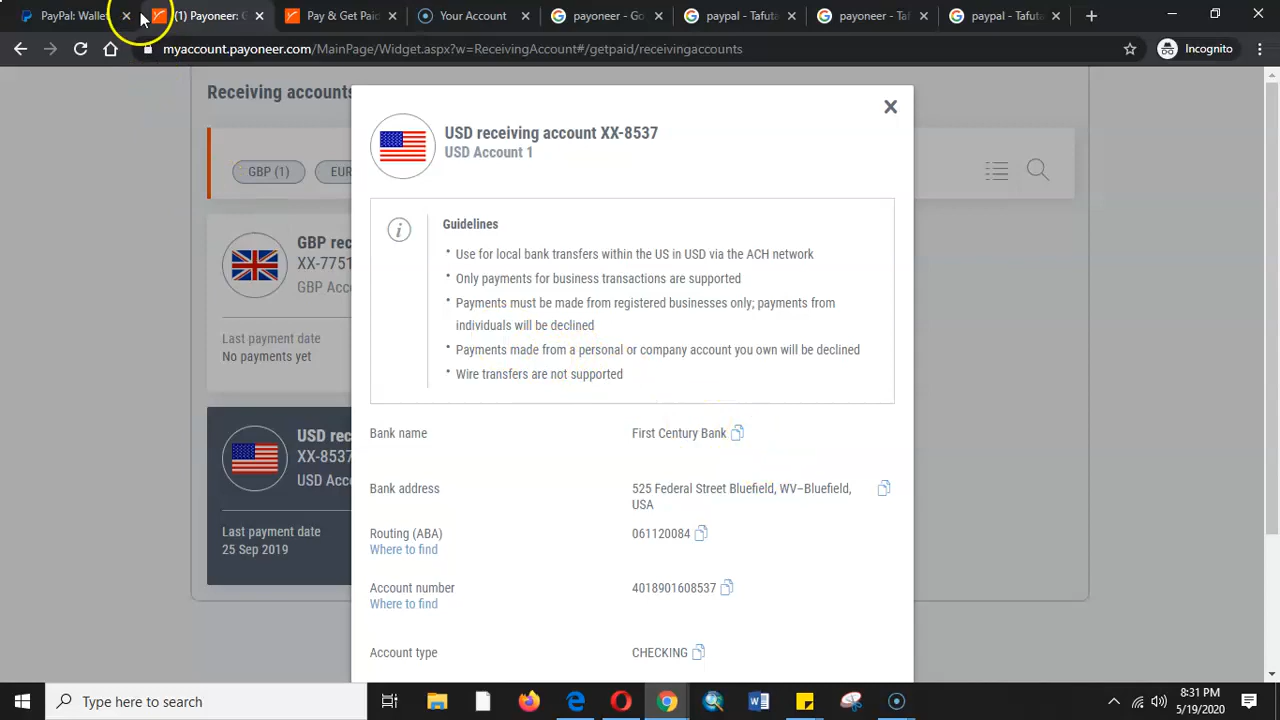 PayPal: Walle
(1) Payoneer: G
Pay & Get Paid
Your Account
payoneer - Go
paypal - Tafuta
payoneer - Tafu
paypal - Tafuta
myaccount.payoneer.com/MainPage/Widget.aspx?w=ReceivingAccount#/getpaid/receivingaccounts
Incognito
Receiving accounts
GBP (1)
EUR
GBP rec
XX-7751
GBP Acco
Last payment date
No payments yet
USD rec
XX-8537
USD Acco
Last payment date
25 Sep 2019
USD receiving account XX-8537
USD Account 1
Guidelines
• Use for local bank transfers within the US in USD via the ACH network
• Only payments for business transactions are supported
• Payments must be made from registered businesses only; payments from
individuals will be declined
• Payments made from a personal or company account you own will be declined
• Wire transfers are not supported
Bank name
First Century Bank
Bank address
525 Federal Street Bluefield, WV–Bluefield,
USA
Routing (ABA)
061120084
Where to find
Account number
4018901608537
Where to find
Account type
CHECKING
Type here to search
8:31 PM
5/19/2020